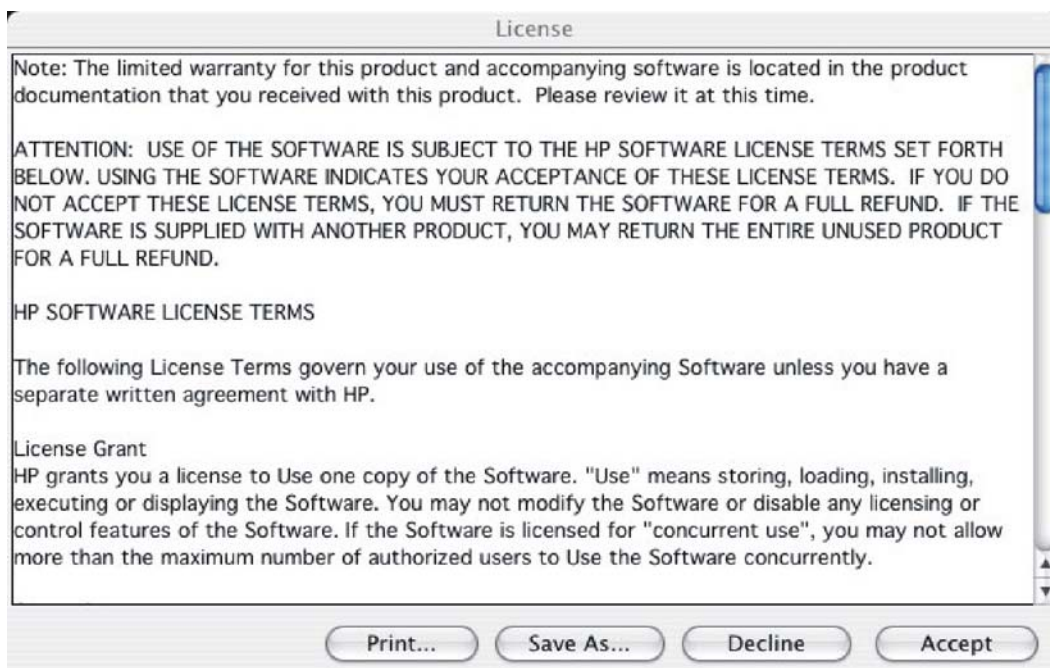 License
Note: The limited warranty for this product and accompanying software is located in the product
documentation that you received with this product.  Please review it at this time.
ATTENTION:  USE OF THE SOFTWARE IS SUBJECT TO THE HP SOFTWARE LICENSE TERMS SET FORTH
BELOW. USING THE SOFTWARE INDICATES YOUR ACCEPTANCE OF THESE LICENSE TERMS.  IF YOU DO
NOT ACCEPT THESE LICENSE TERMS, YOU MUST RETURN THE SOFTWARE FOR A FULL REFUND.  IF THE
SOFTWARE IS SUPPLIED WITH ANOTHER PRODUCT, YOU MAY RETURN THE ENTIRE UNUSED PRODUCT
FOR A FULL REFUND.
HP SOFTWARE LICENSE TERMS
The following License Terms govern your use of the accompanying Software unless you have a
separate written agreement with HP.
License Grant
HP grants you a license to Use one copy of the Software. "Use" means storing, loading, installing,
executing or displaying the Software. You may not modify the Software or disable any licensing or
control features of the Software. If the Software is licensed for "concurrent use", you may not allow
more than the maximum number of authorized users to Use the Software concurrently.
Print...
Save As...
Decline
Accept